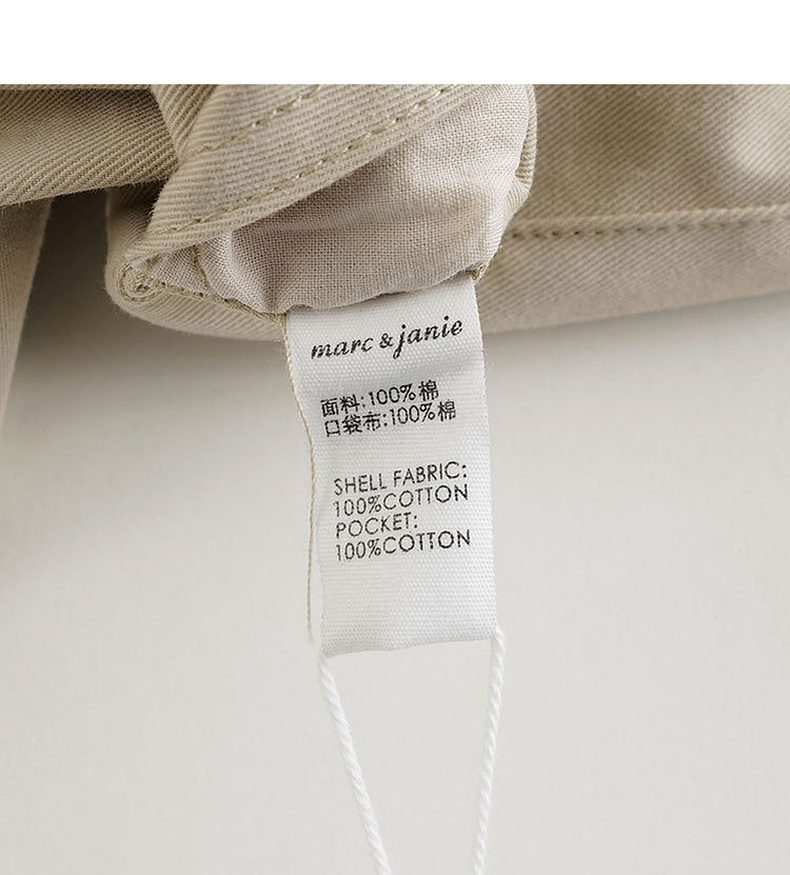 marc & janie
面料:100%棉
口袋布:100%棉
SHELL FABRIC:
100%COTTON
POCKET:
100%COTTON